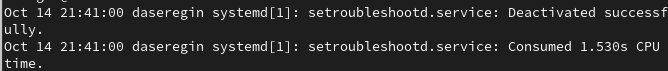 Oct 14 21:41:00 daseregin systemd[1]: setroubleshootd.service: Deactivated successf
ully.
Oct 14 21:41:00 daseregin systemd[1]: setroubleshootd.service: Consumed 1.530s CPU
time.